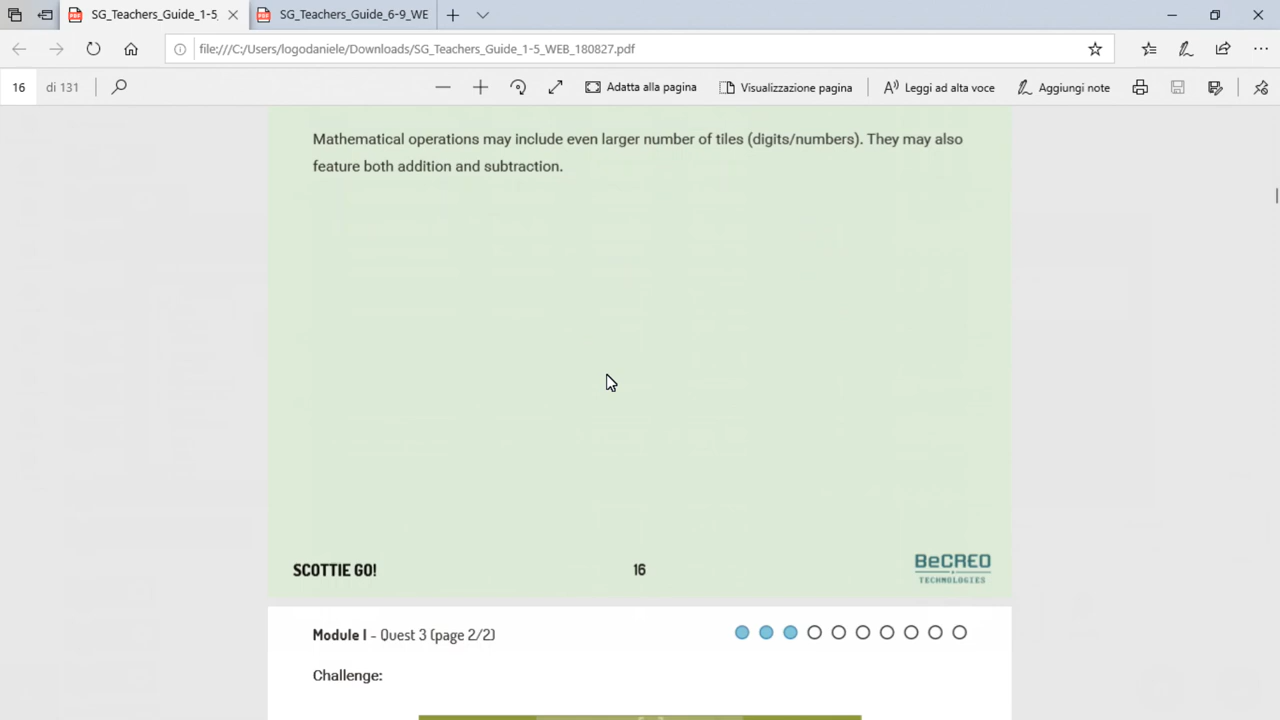 SG_Teachers_Guide_1-5_
SG_Teachers_Guide_6-9_WE
file:///C:/Users/logodaniele/Downloads/SG_Teachers_Guide_1-5_WEB_180827.pdf
16 di 131 Adatta alla pagina Visualizzazione pagina Leggi ad alta voce Aggiungi note
Mathematical operations may include even larger number of tiles (digits/numbers). They may also
feature both addition and subtraction.
SCOTTIE GO! 16 BeCREO
TECHNOLOGIES
Module I - Quest 3 (page 2/2)
Challenge: